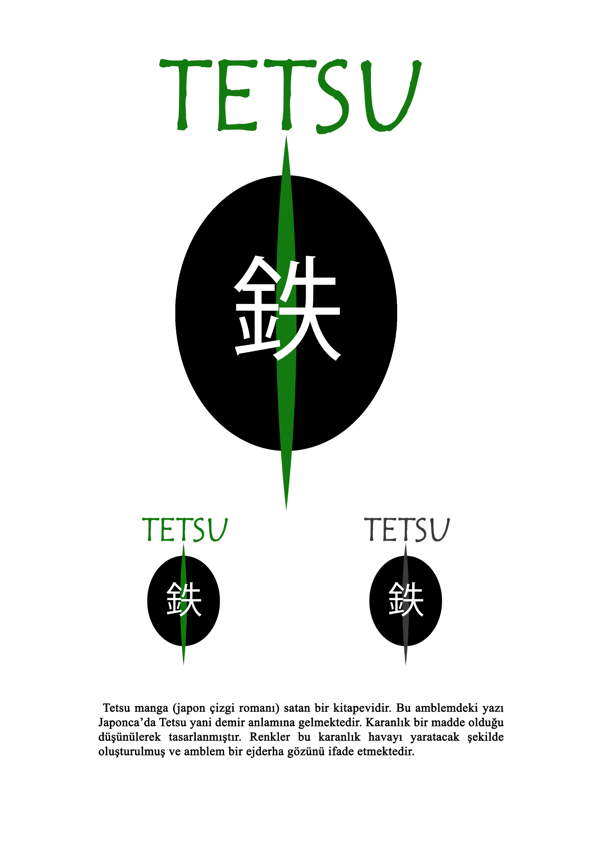 TETSU
鉄
TETSU
TETSU
鉄
鉄
Tetsu manga (japon çizgi romanı) satan bir kitapevidir. Bu amblemdeki yazı
Japonca’da Tetsu yani demir anlamına gelmektedir. Karanlık bir madde olduğu
düşünülerek tasarlanmıştır. Renkler bu karanlık havayı yaratacak şekilde
oluşturulmuş ve amblem bir ejderha gözünü ifade etmektedir.